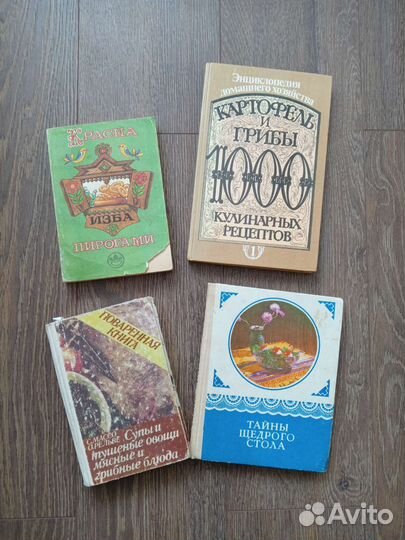 Красна
изба
пирогами
Энциклопедия
домашнего хозяйства
КАРТОФЕЛЬ
И
ГРИБЫ
1000
КУЛИНАРНЫХ
РЕЦЕПТОВ
1
ПОВАРЕННАЯ
КНИГА
Супы и
тушеные овощи
мясные и
грибные блюда
ТАЙНЫ
ЩЕДРОГО
СТОЛА
Avito